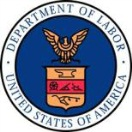 DEPARTMENT OF LABOR
UNITED STATES OF AMERICA